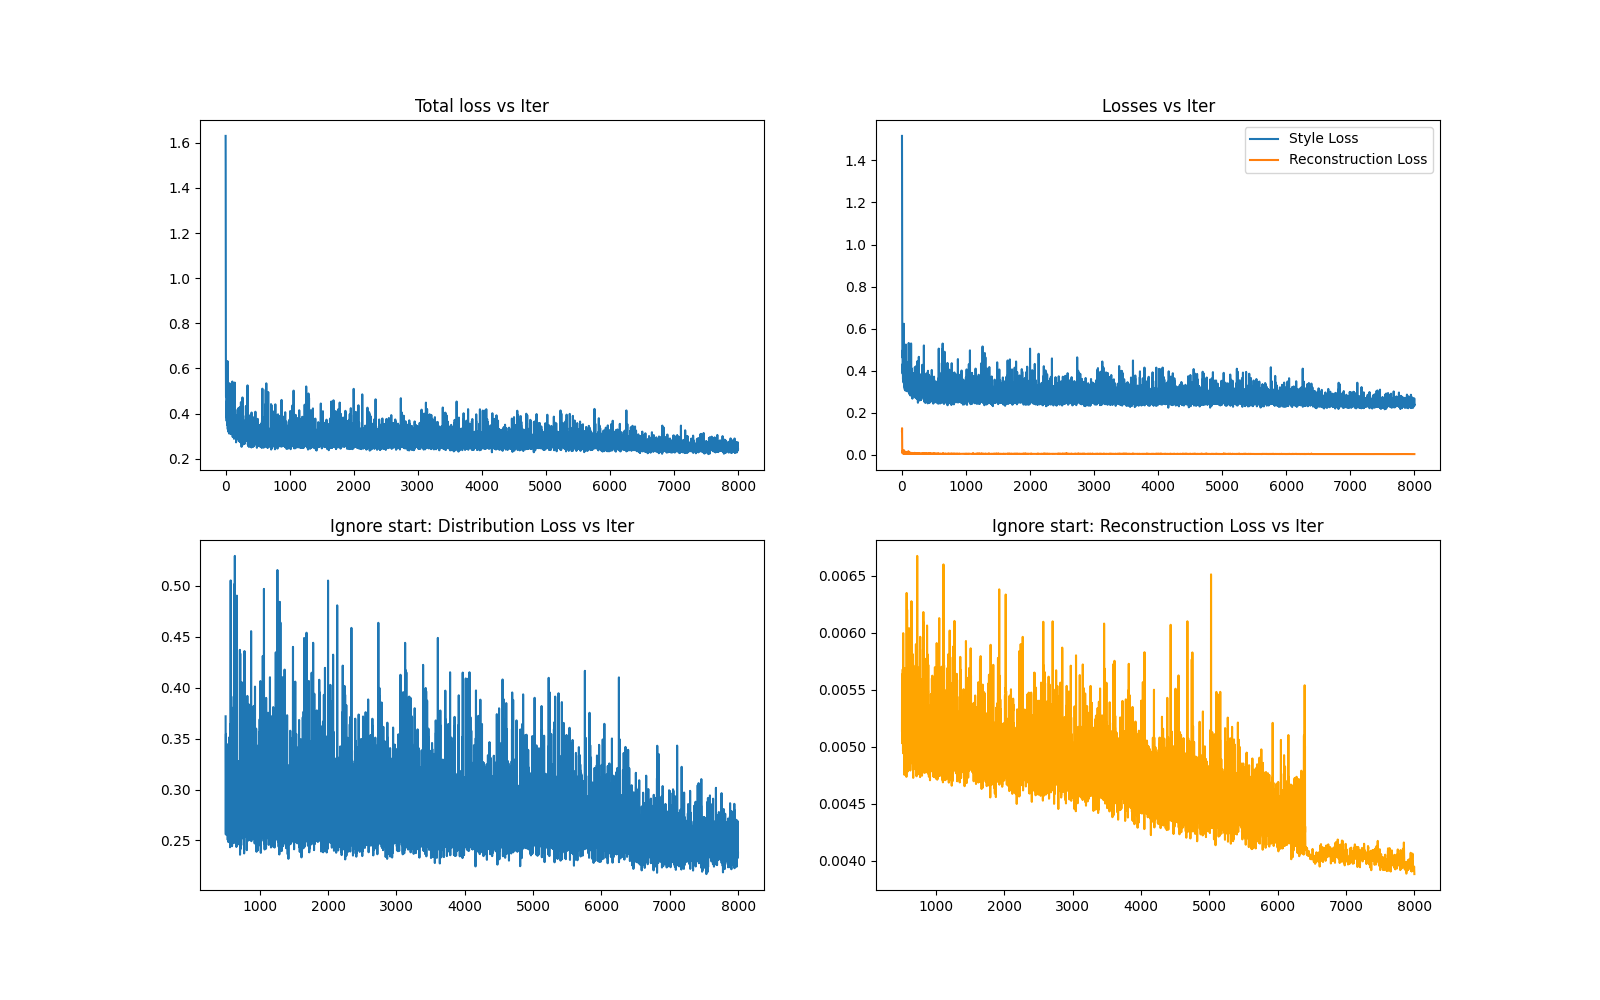 Total loss vs Iter
1.6
1.4
1.2
1.0
0.8
0.6
0.4
0.2
0 1000 2000 3000 4000 5000 6000 7000 8000
Losses vs Iter
Style Loss
Reconstruction Loss
1.4
1.2
1.0
0.8
0.6
0.4
0.2
0.0
0 1000 2000 3000 4000 5000 6000 7000 8000
Ignore start: Distribution Loss vs Iter
0.50
0.45
0.40
0.35
0.30
0.25
1000 2000 3000 4000 5000 6000 7000 8000
Ignore start: Reconstruction Loss vs Iter
0.0065
0.0060
0.0055
0.0050
0.0045
0.0040
1000 2000 3000 4000 5000 6000 7000 8000